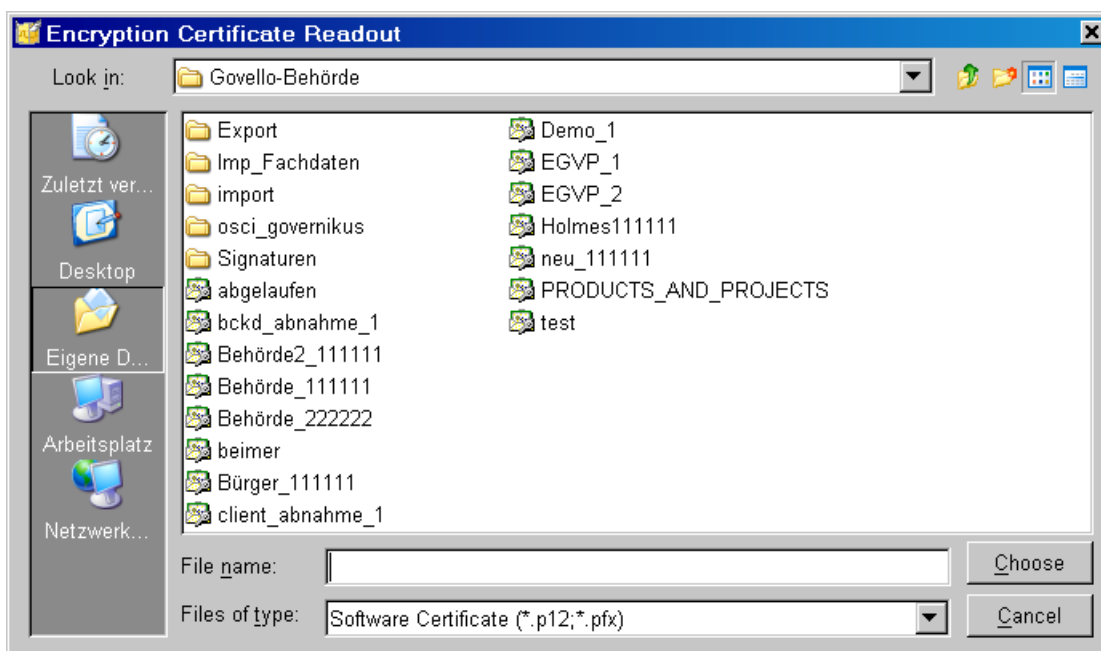 Encryption Certificate Readout
Look in: Govello-Behörde
Zuletzt ver...
Desktop
Eigene D...
Arbeitsplatz
Netzwerk...
Export
Imp_Fachdaten
import
osci_governikus
Signaturen
abgelaufen
bckd_abnahme_1
Behörde2_111111
Behörde_111111
Behörde_222222
beimer
Bürger_111111
client_abnahme_1
Demo_1
EGVP_1
EGVP_2
Holmes111111
neu_111111
PRODUCTS_AND_PROJECTS
test
File name:
Choose
Files of type: Software Certificate (*.p12;*.pfx)
Cancel